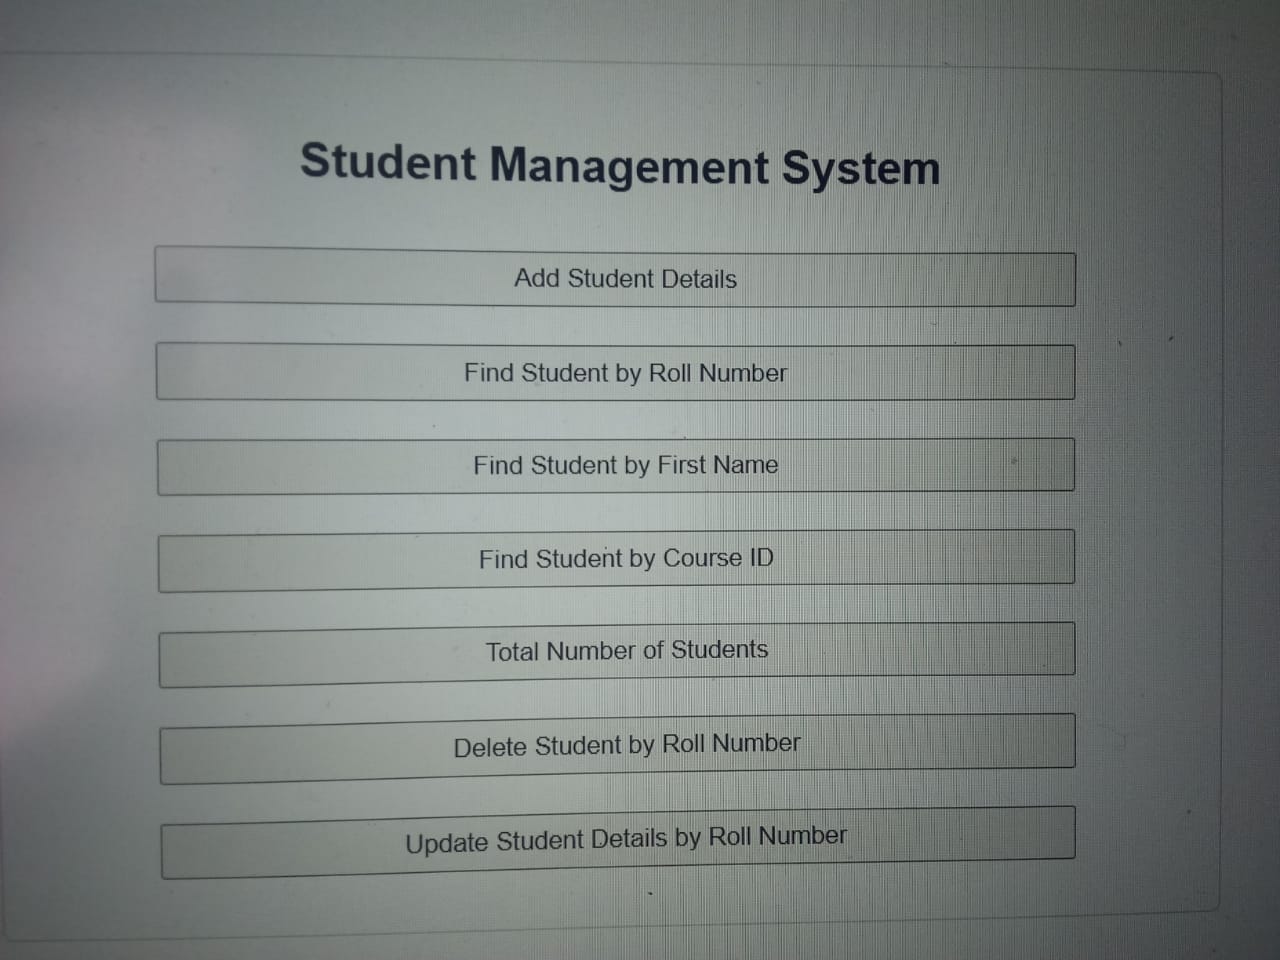 Student Management System
Add Student Details
Find Student by Roll Number
Find Student by First Name
Find Student by Course ID
Total Number of Students
Delete Student by Roll Number
Update Student Details by Roll Number